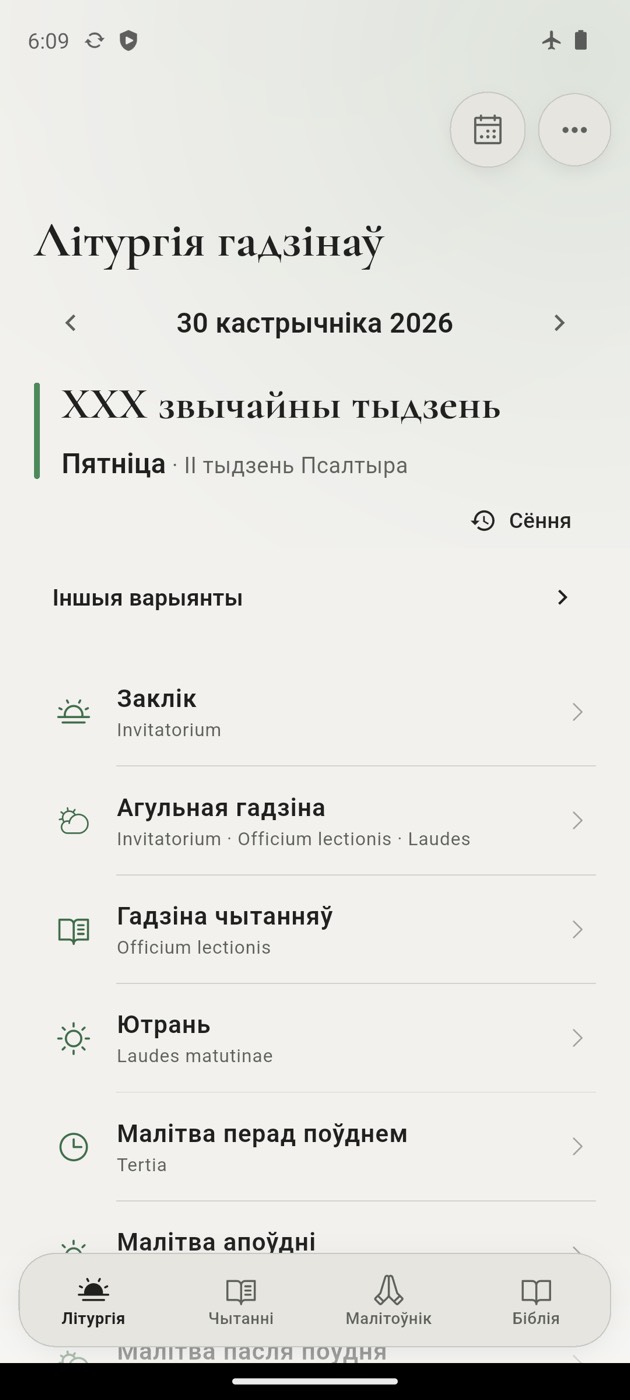 6:09
Літургія гадзінаў
30 кастрычніка 2026
XXX звычайны тыдзень
Пятніца · II тыдзень Псалтыра
Сёння
Іншыя варыянты
Заклік
Invitatorium
Агульная гадзіна
Invitatorium · Officium lectionis · Laudes
Гадзіна чытанняў
Officium lectionis
Ютрань
Laudes matutinae
Малітва перад поўднем
Tertia
Малітва апоўдні
Літургія
Чытанні
Малітоўнік
Біблія
Малітва пасля поўдня